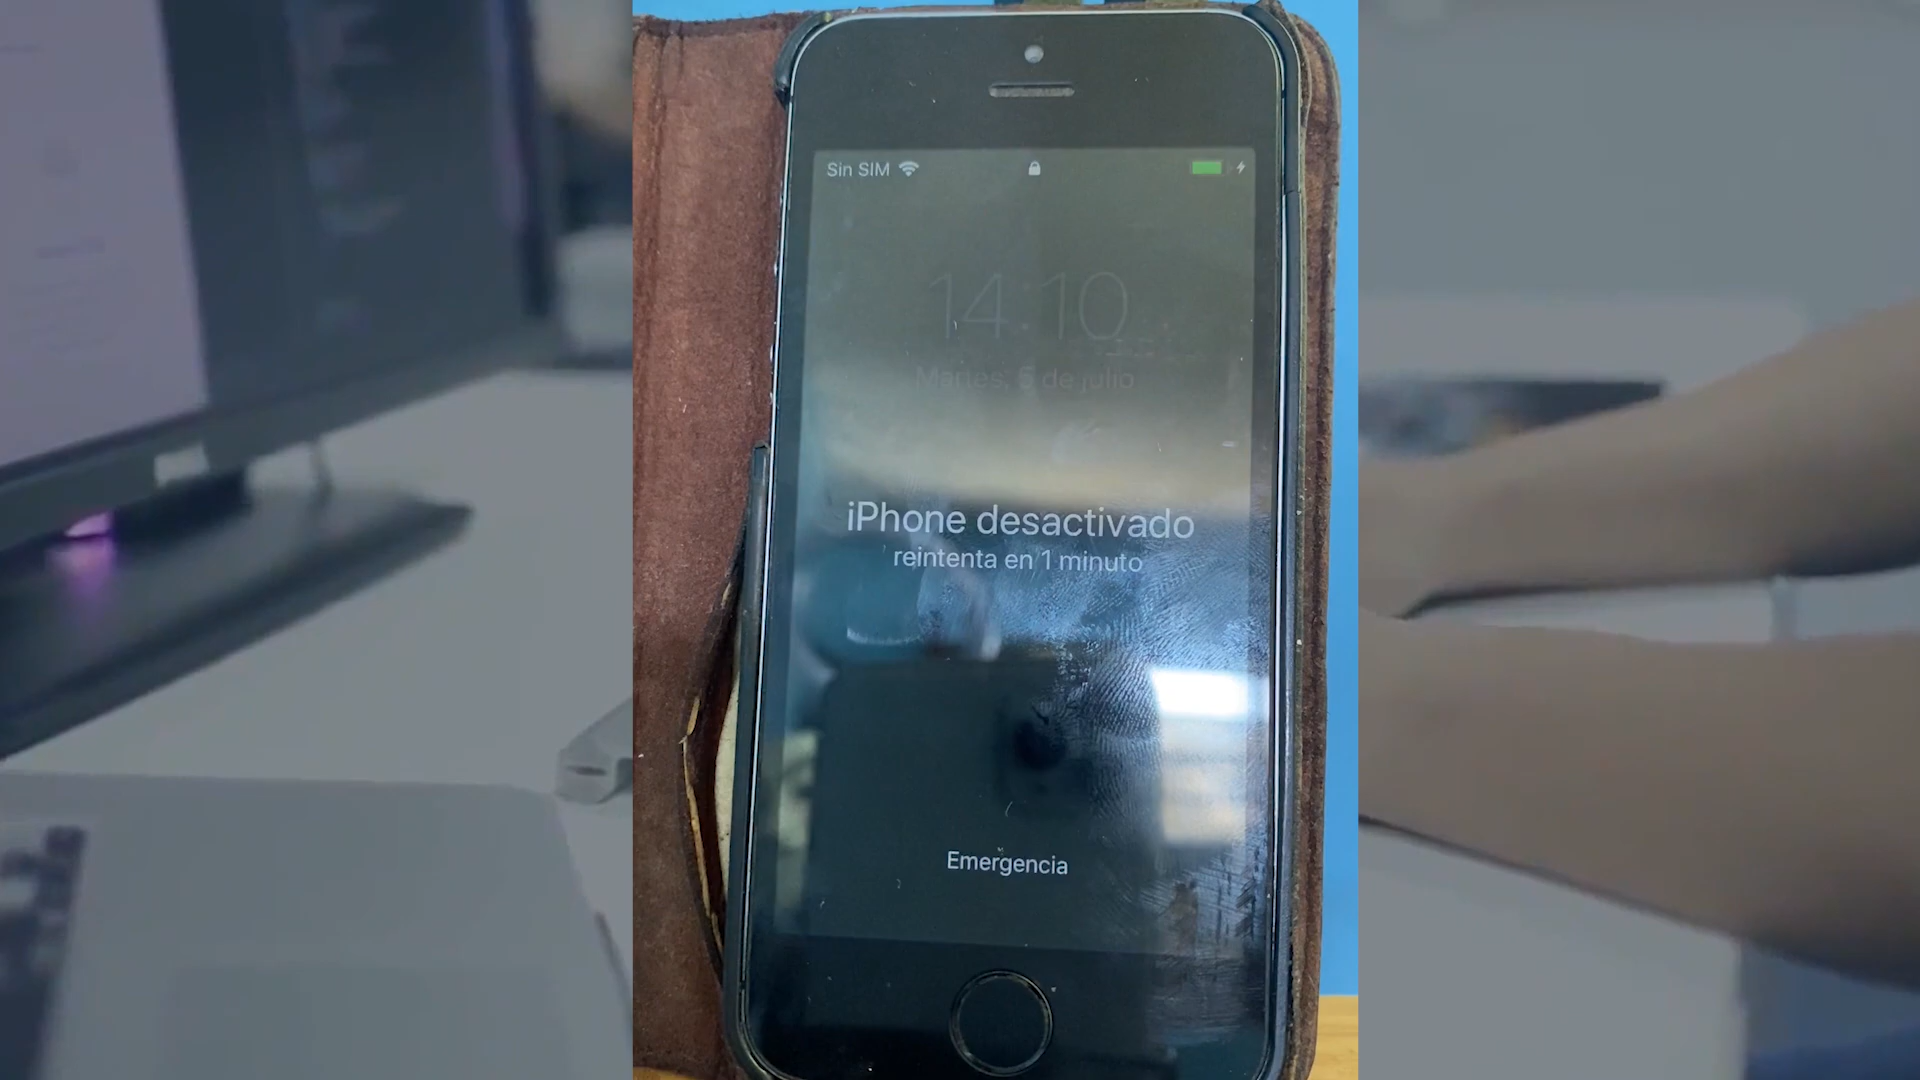 Sin SIM
14:10
Martes, 5 de julio
iPhone desactivado
reintenta en 1 minuto
Emergencia